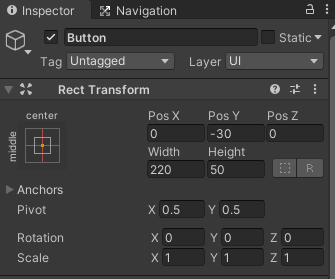 Inspector Navigation
Button Static
Tag Untagged Layer UI
Rect Transform
center
middle
Pos X Pos Y Pos Z
0 -30 0
Width Height
220 50 R
Anchors
Pivot X 0.5 Y 0.5
Rotation X 0 Y 0 Z 0
Scale X 1 Y 1 Z 1